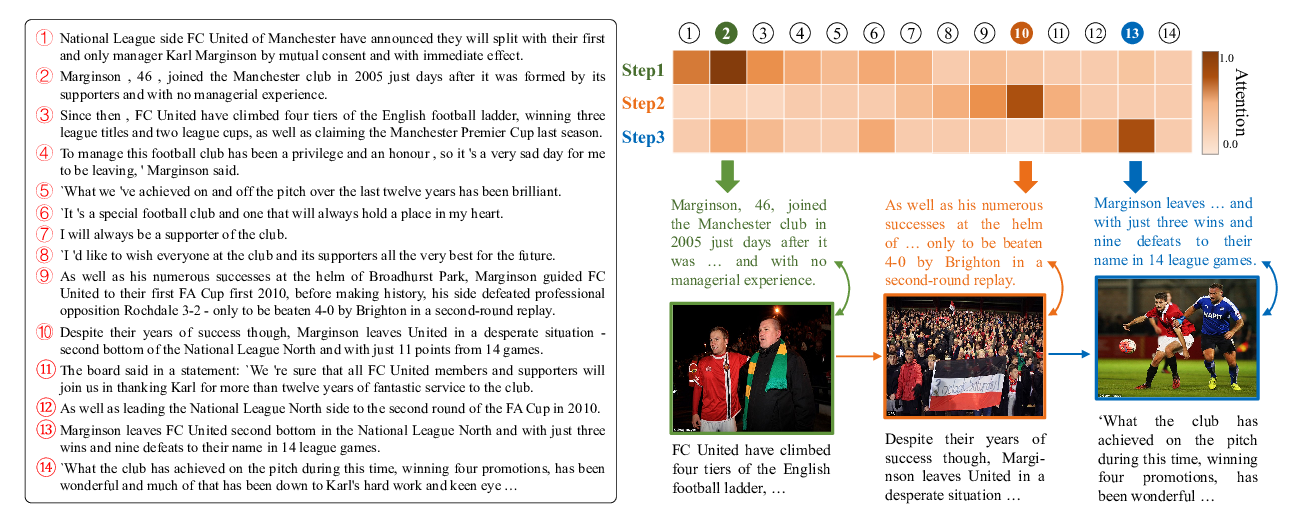 ① National League side FC United of Manchester have announced they will split with their first
and only manager Karl Marginson by mutual consent and with immediate effect.
② Marginson , 46 , joined the Manchester club in 2005 just days after it was formed by its
supporters and with no managerial experience.
③ Since then , FC United have climbed four tiers of the English football ladder, winning three
league titles and two league cups, as well as claiming the Manchester Premier Cup last season.
④ To manage this football club has been a privilege and an honour , so it 's a very sad day for me
to be leaving, ' Marginson said.
⑤ `What we 've achieved on and off the pitch over the last twelve years has been brilliant.
⑥ `It 's a special football club and one that will always hold a place in my heart.
⑦ I will always be a supporter of the club.
⑧ `I 'd like to wish everyone at the club and its supporters all the very best for the future.
⑨ As well as his numerous successes at the helm of Broadhurst Park, Marginson guided FC
United to their first FA Cup first 2010, before making history, his side defeated professional
opposition Rochdale 3-2 - only to be beaten 4-0 by Brighton in a second-round replay.
⑩ Despite their years of success though, Marginson leaves United in a desperate situation -
second bottom of the National League North and with just 11 points from 14 games.
⑪ The board said in a statement: `We 're sure that all FC United members and supporters will
join us in thanking Karl for more than twelve years of fantastic service to the club.
⑫ As well as leading the National League North side to the second round of the FA Cup in 2010.
⑬ Marginson leaves FC United second bottom in the National League North and with just three
wins and nine defeats to their name in 14 league games.
⑭ `What the club has achieved on the pitch during this time, winning four promotions, has been
wonderful and much of that has been down to Karl's hard work and keen eye …
① 2 ③ ④ ⑤ ⑥ ⑦ ⑧ ⑨ 10 ⑪ ⑫ 13 ⑭
Step1
Step2
Step3
1.0
0.0
Attention
Marginson, 46, joined
the Manchester club in
2005 just days after it
was … and with no
managerial experience.
FC United have climbed
four tiers of the English
football ladder, …
As well as his numerous
successes at the helm
of … only to be beaten
4-0 by Brighton in a
second-round replay.
Despite their years of
success though, Margi-
nson leaves United in a
desperate situation …
Marginson leaves … and
with just three wins and
nine defeats to their
name in 14 league games.
NAPIT
‘What the club has
achieved on the pitch
during this time, winning
four promotions, has
been wonderful …